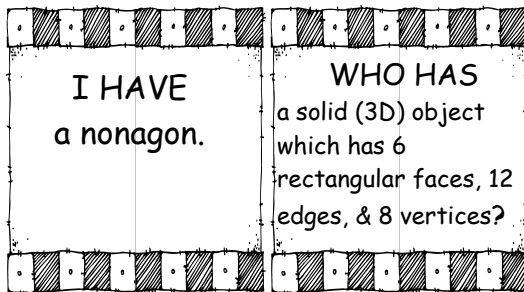 I HAVE
a nonagon.
WHO HAS
a solid (3D) object
which has 6
rectangular faces, 12
edges, & 8 vertices?